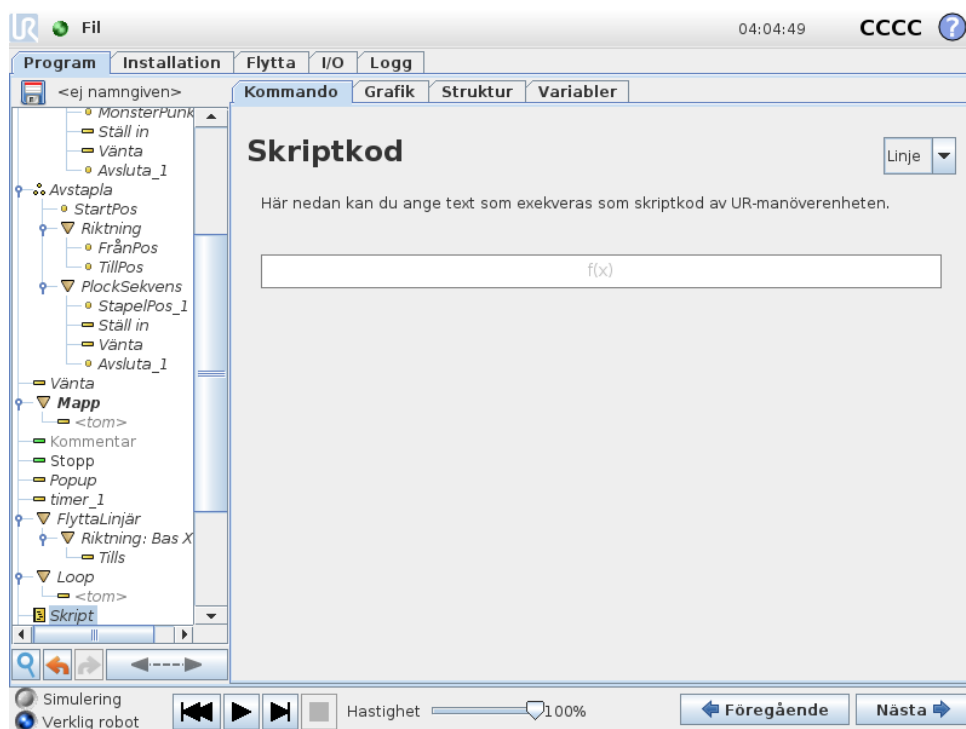 UR
Fil
04:04:49
CCCC
?
Program
Installation
Flytta
I/O
Logg
<ej namngiven>
Kommando
Grafik
Struktur
Variabler
MönsterPunk
Ställ in
Vänta
Avsluta_1
Avstapla
StartPos
Riktning
FrånPos
TillPos
PlockSekvens
StapelPos_1
Ställ in
Vänta
Avsluta_1
Vänta
Mapp
<tom>
Kommentar
Stopp
Popup
timer_1
FlyttaLinjär
Riktning: Bas X
Tills
Loop
<tom>
Skript
Skriptkod
Linje
Här nedan kan du ange text som exekveras som skriptkod av UR-manöverenheten.
f(x)
Simulering
Verklig robot
Hastighet
100%
Föregående
Nästa